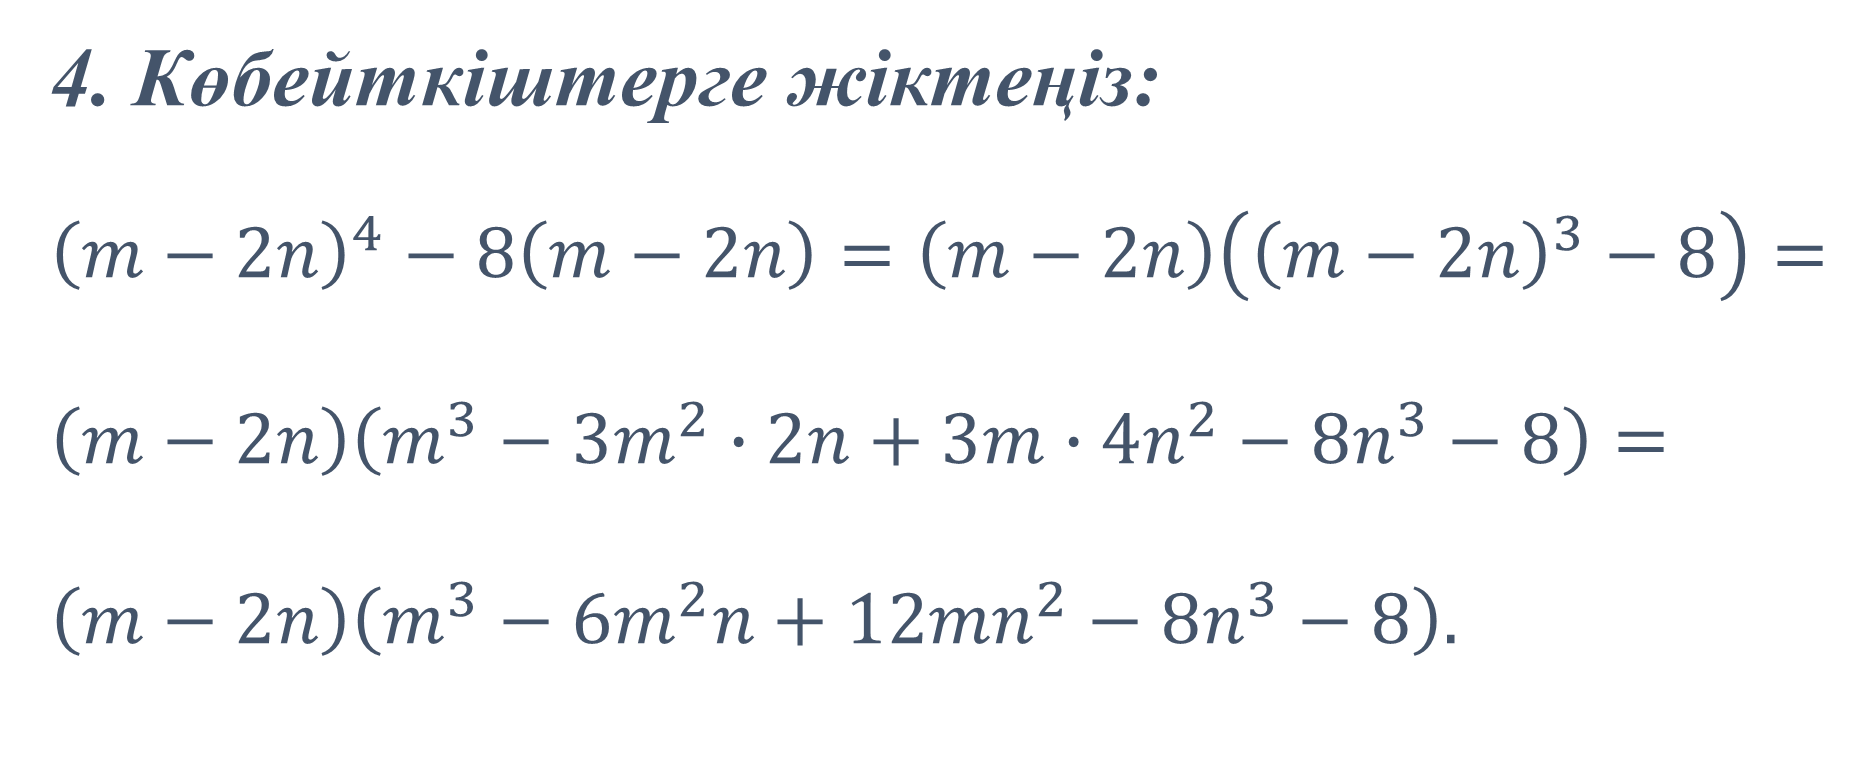 4. Көбейткіштерге жіктеңіз:
(m − 2n)⁴ − 8(m − 2n) = (m − 2n)((m − 2n)³ − 8) =
(m − 2n)(m³ − 3m² · 2n + 3m · 4n² − 8n³ − 8) =
(m − 2n)(m³ − 6m²n + 12mn² − 8n³ − 8).